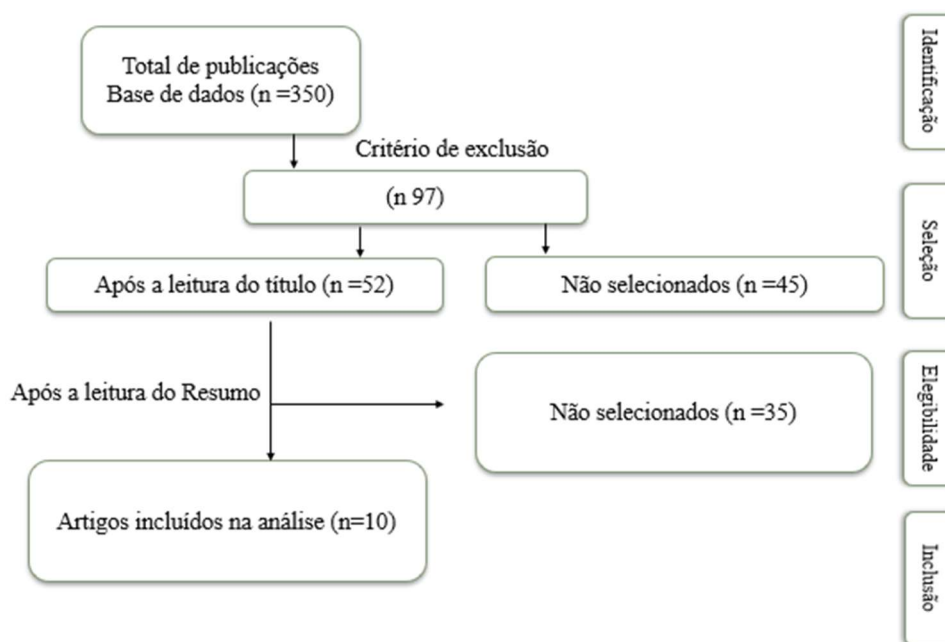 Total de publicações
Base de dados (n =350)
Critério de exclusão
(n 97)
Após a leitura do título (n =52)
Não selecionados (n =45)
Após a leitura do Resumo
Não selecionados (n =35)
Artigos incluídos na análise (n=10)
Identificação
Seleção
Elegibilidade
Inclusão